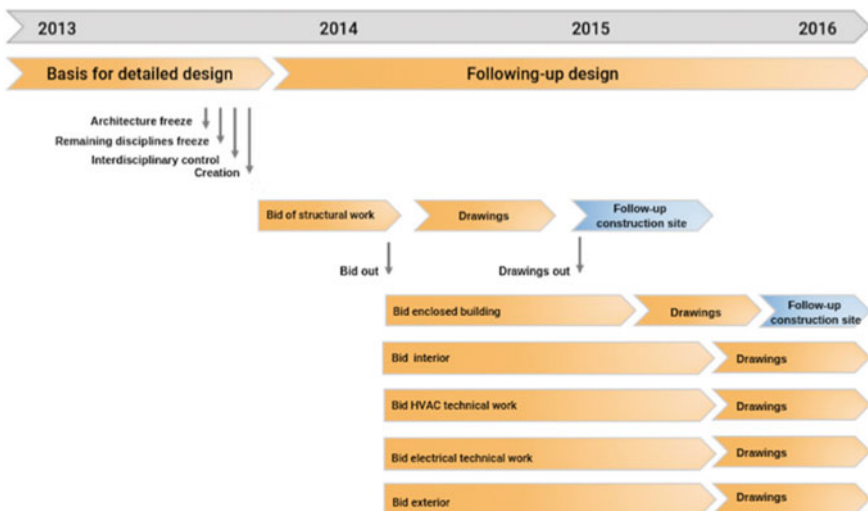 2013 2014 2015 2016
Basis for detailed design Following-up design
Architecture freeze
Remaining disciplines freeze
Interdisciplinary control
Creation
Bid of structural work Drawings Follow-up
construction site
Bid out Drawings out
Bid enclosed building Drawings Follow-up
construction site
Bid interior Drawings
Bid HVAC technical work Drawings
Bid electrical technical work Drawings
Bid exterior Drawings